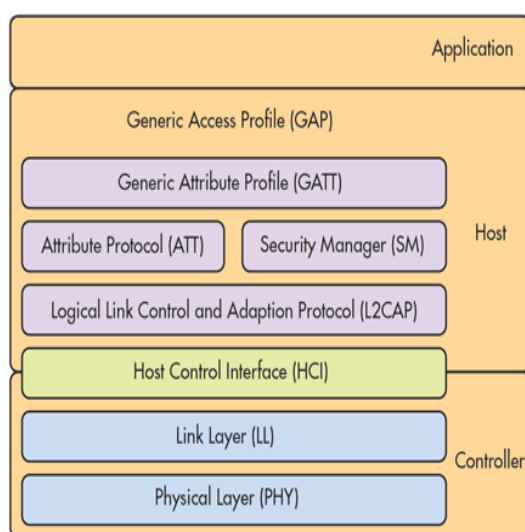 Application
Generic Access Profile (GAP)
Generic Attribute Profile (GATT)
Attribute Protocol (ATT)
Security Manager (SM)
Host
Logical Link Control and Adaption Protocol (L2CAP)
Host Control Interface (HCI)
Link Layer (LL)
Controller
Physical Layer (PHY)